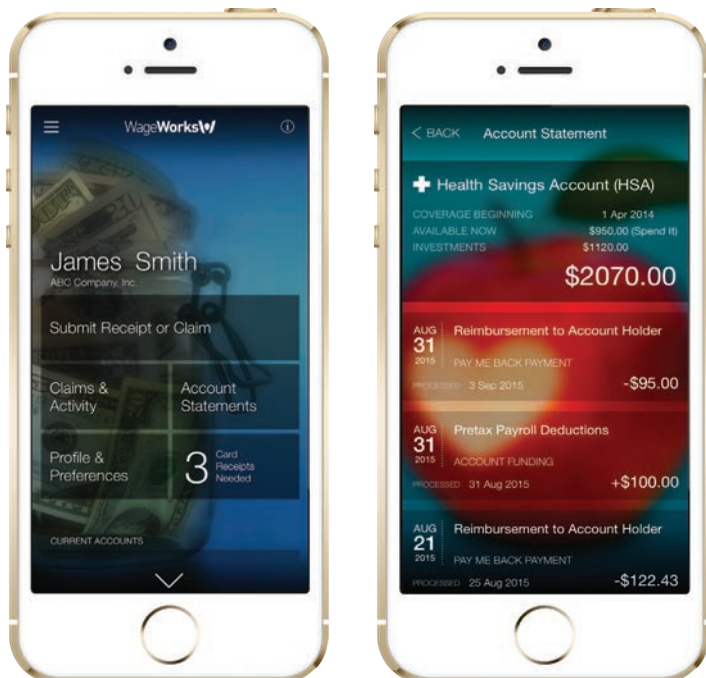 WageWorks
James Smith
ABC Company, Inc.
Submit Receipt or Claim
Claims &
Activity
Account
Statements
Profile &
Preferences
3
Card
Receipts
Needed
CURRENT ACCOUNTS
< BACK Account Statement
Health Savings Account (HSA)
COVERAGE BEGINNING 1 Apr 2014
AVAILABLE NOW $950.00 (Spend It)
INVESTMENTS $1120.00
$2070.00
AUG
31
2015
Reimbursement to Account Holder
PAY ME BACK PAYMENT
PROCESSED 3 Sep 2015 -$95.00
AUG
31
2015
Pretax Payroll Deductions
ACCOUNT FUNDING
PROCESSED 31 Aug 2015 +$100.00
AUG
21
2015
Reimbursement to Account Holder
PAY ME BACK PAYMENT
PROCESSED 25 Aug 2015 -$122.43